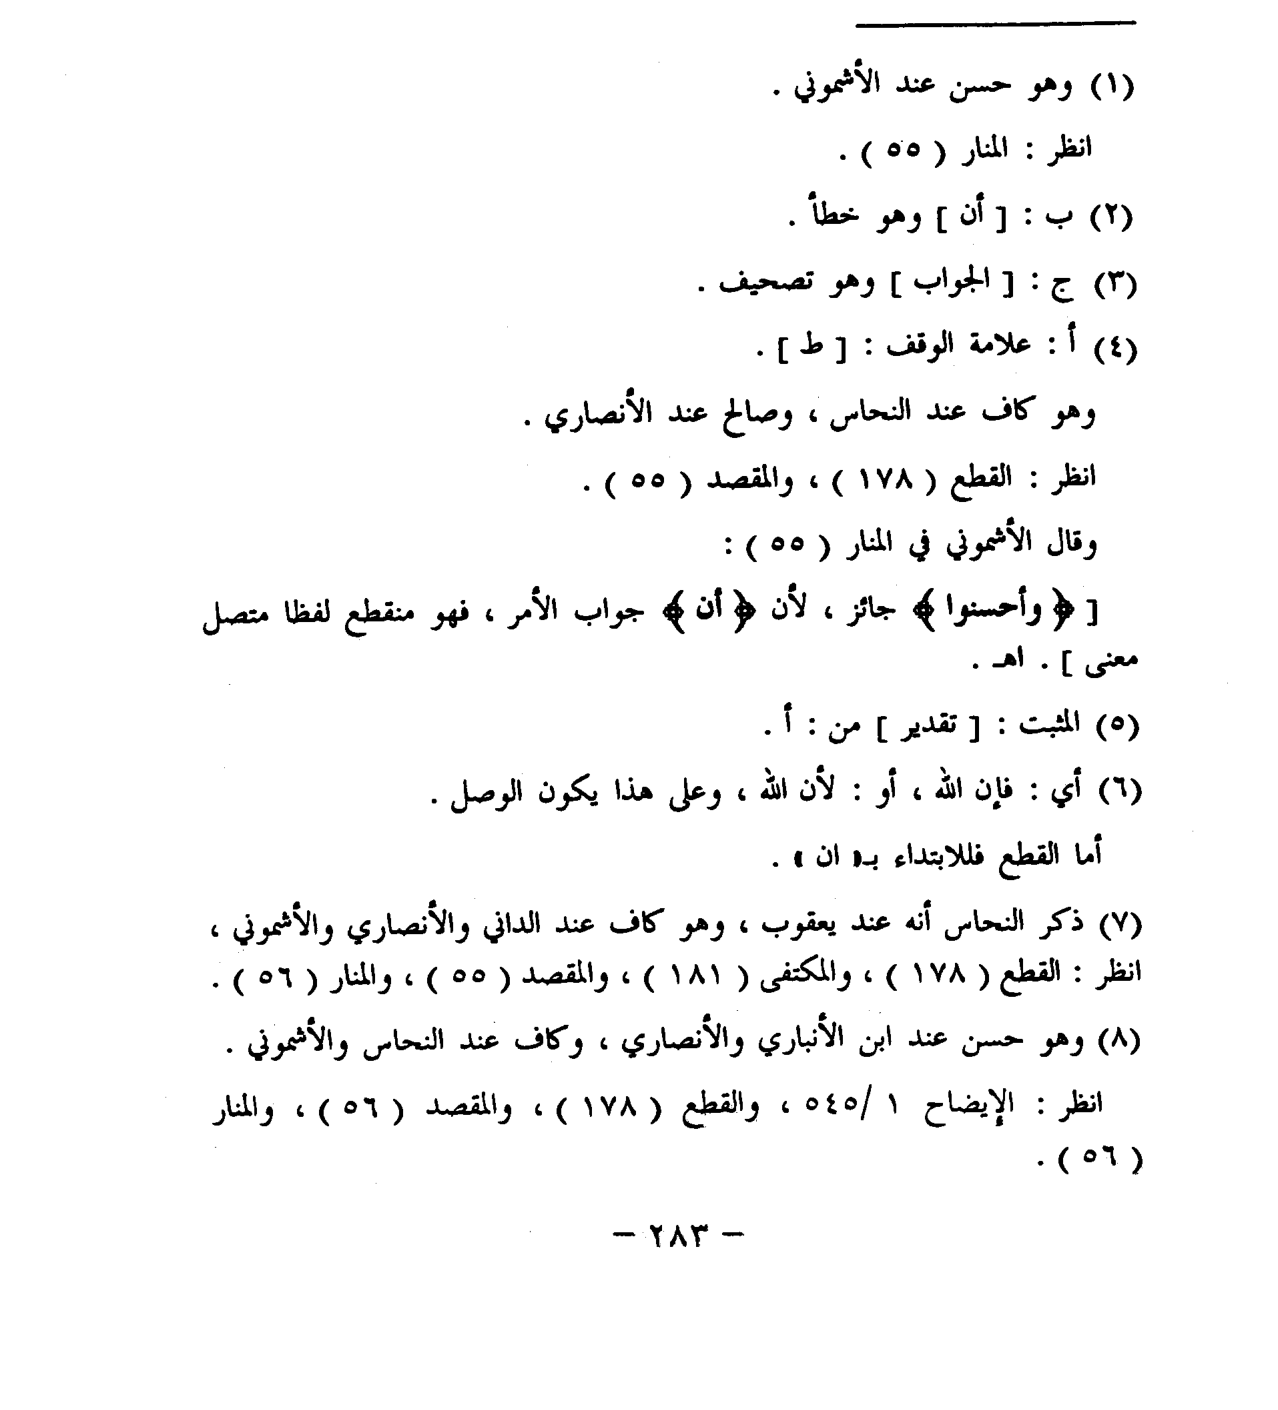 (١) وهو حسن عند الأشموني .
انظر : المنار ( ٥٥ ) .
(٢) ب : [ أن ] وهو خطأ .
(٣) ج : [ الجواب ] وهو تصحيف .
(٤) أ : علامة الوقف : [ ط ] .
وهو كاف عند النحاس ، وصالح عند الأنصاري .
انظر : القطع ( ١٧٨ ) ، والمقصد ( ٥٥ ) .
وقال الأشموني في المنار ( ٥٥ ) :
[ ﴿ وأحسنوا ﴾ جائز ، لأن ﴿ أن ﴾ جواب الأمر ، فهو منقطع لفظا متصل
معنى ] . اهـ .
(٥) المثبت : [ تقدير ] من : أ .
(٦) أي : فإن الله ، أو : لأن الله ، وعلى هذا يكون الوصل .
أما القطع فللابتداء بـ« ان » .
(٧) ذكر النحاس أنه عند يعقوب ، وهو كاف عند الداني والأنصاري والأشموني ،
انظر : القطع ( ١٧٨ ) ، والمكتفى ( ١٨١ ) ، والمقصد ( ٥٥ ) ، والمنار ( ٥٦ ) .
(٨) وهو حسن عند ابن الأنباري والأنصاري ، وكاف عند النحاس والأشموني .
انظر : الإيضاح ١ /٥٤٥ ، والقطع ( ١٧٨ ) ، والمقصد ( ٥٦ ) ، والمنار
( ٥٦ ) .
– ٢٨٣ –